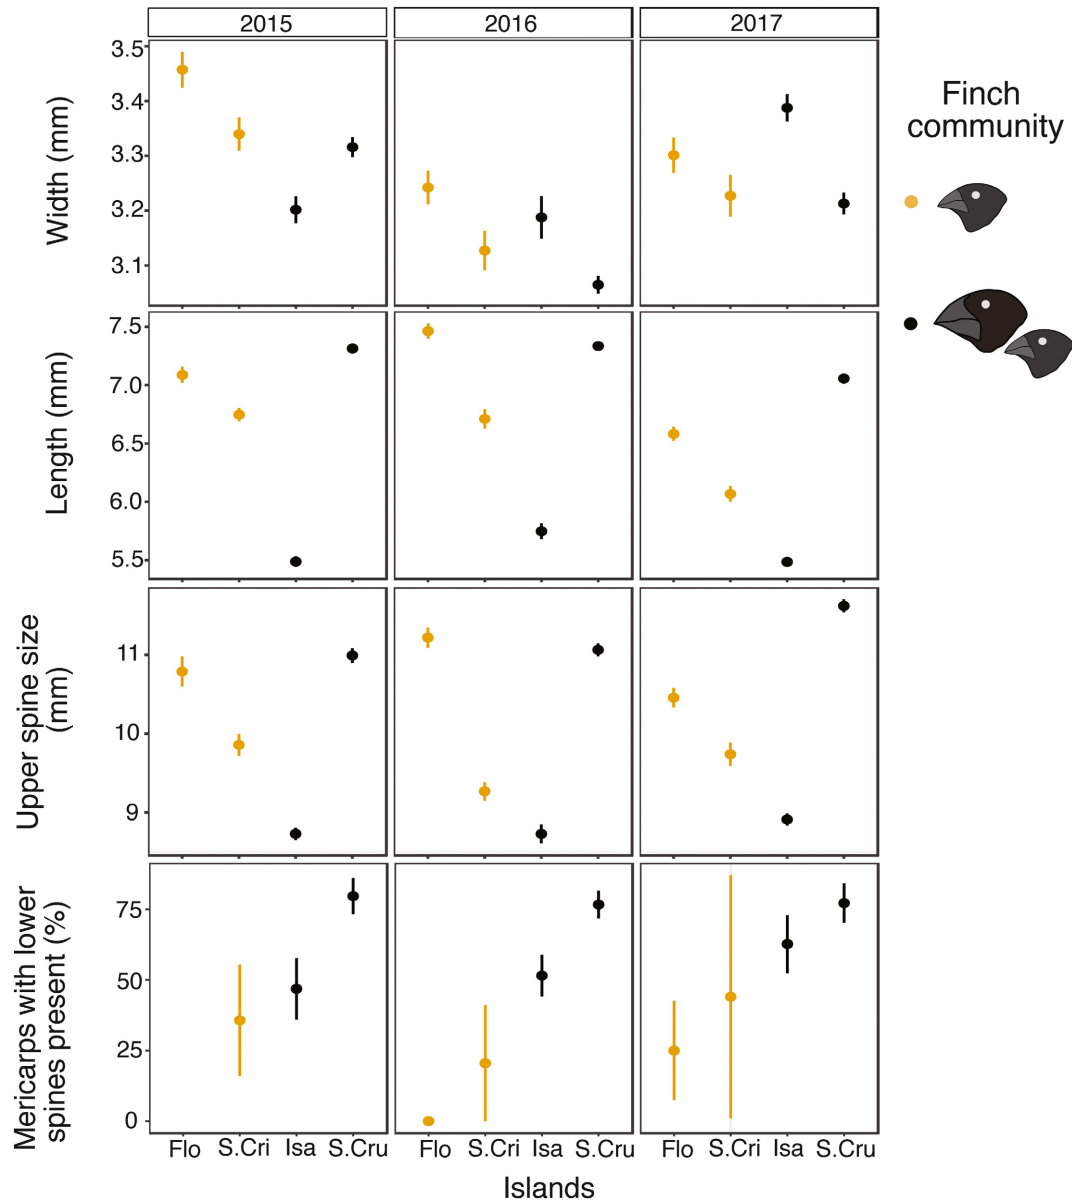 2015 2016 2017
3.5
3.4
3.3
3.2
3.1
Width (mm)
7.5
7.0
6.5
6.0
5.5
Length (mm)
11
10
9
Upper spine size
(mm)
75
50
25
0
Mericarps with lower
spines present (%)
Flo S.Cri Isa S.Cru Flo S.Cri Isa S.Cru Flo S.Cri Isa S.Cru
Islands
Finch
community